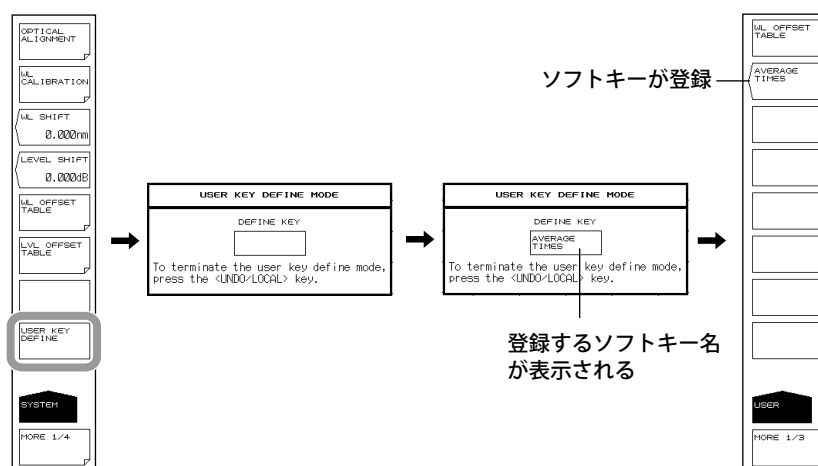 OPTICAL
ALIGNMENT
WL
CALIBRATION
WL SHIFT
0.000nm
LEVEL SHIFT
0.000dB
WL OFFSET
TABLE
LVL OFFSET
TABLE
USER KEY
DEFINE
SYSTEM
MORE 1/4
USER KEY DEFINE MODE
DEFINE KEY
To terminate the user key define mode,
press the <UNDO/LOCAL> key.
USER KEY DEFINE MODE
DEFINE KEY
AVERAGE
TIMES
To terminate the user key define mode,
press the <UNDO/LOCAL> key.
登録するソフトキー名
が表示される
ソフトキーが登録
WL OFFSET
TABLE
AVERAGE
TIMES
USER
MORE 1/3